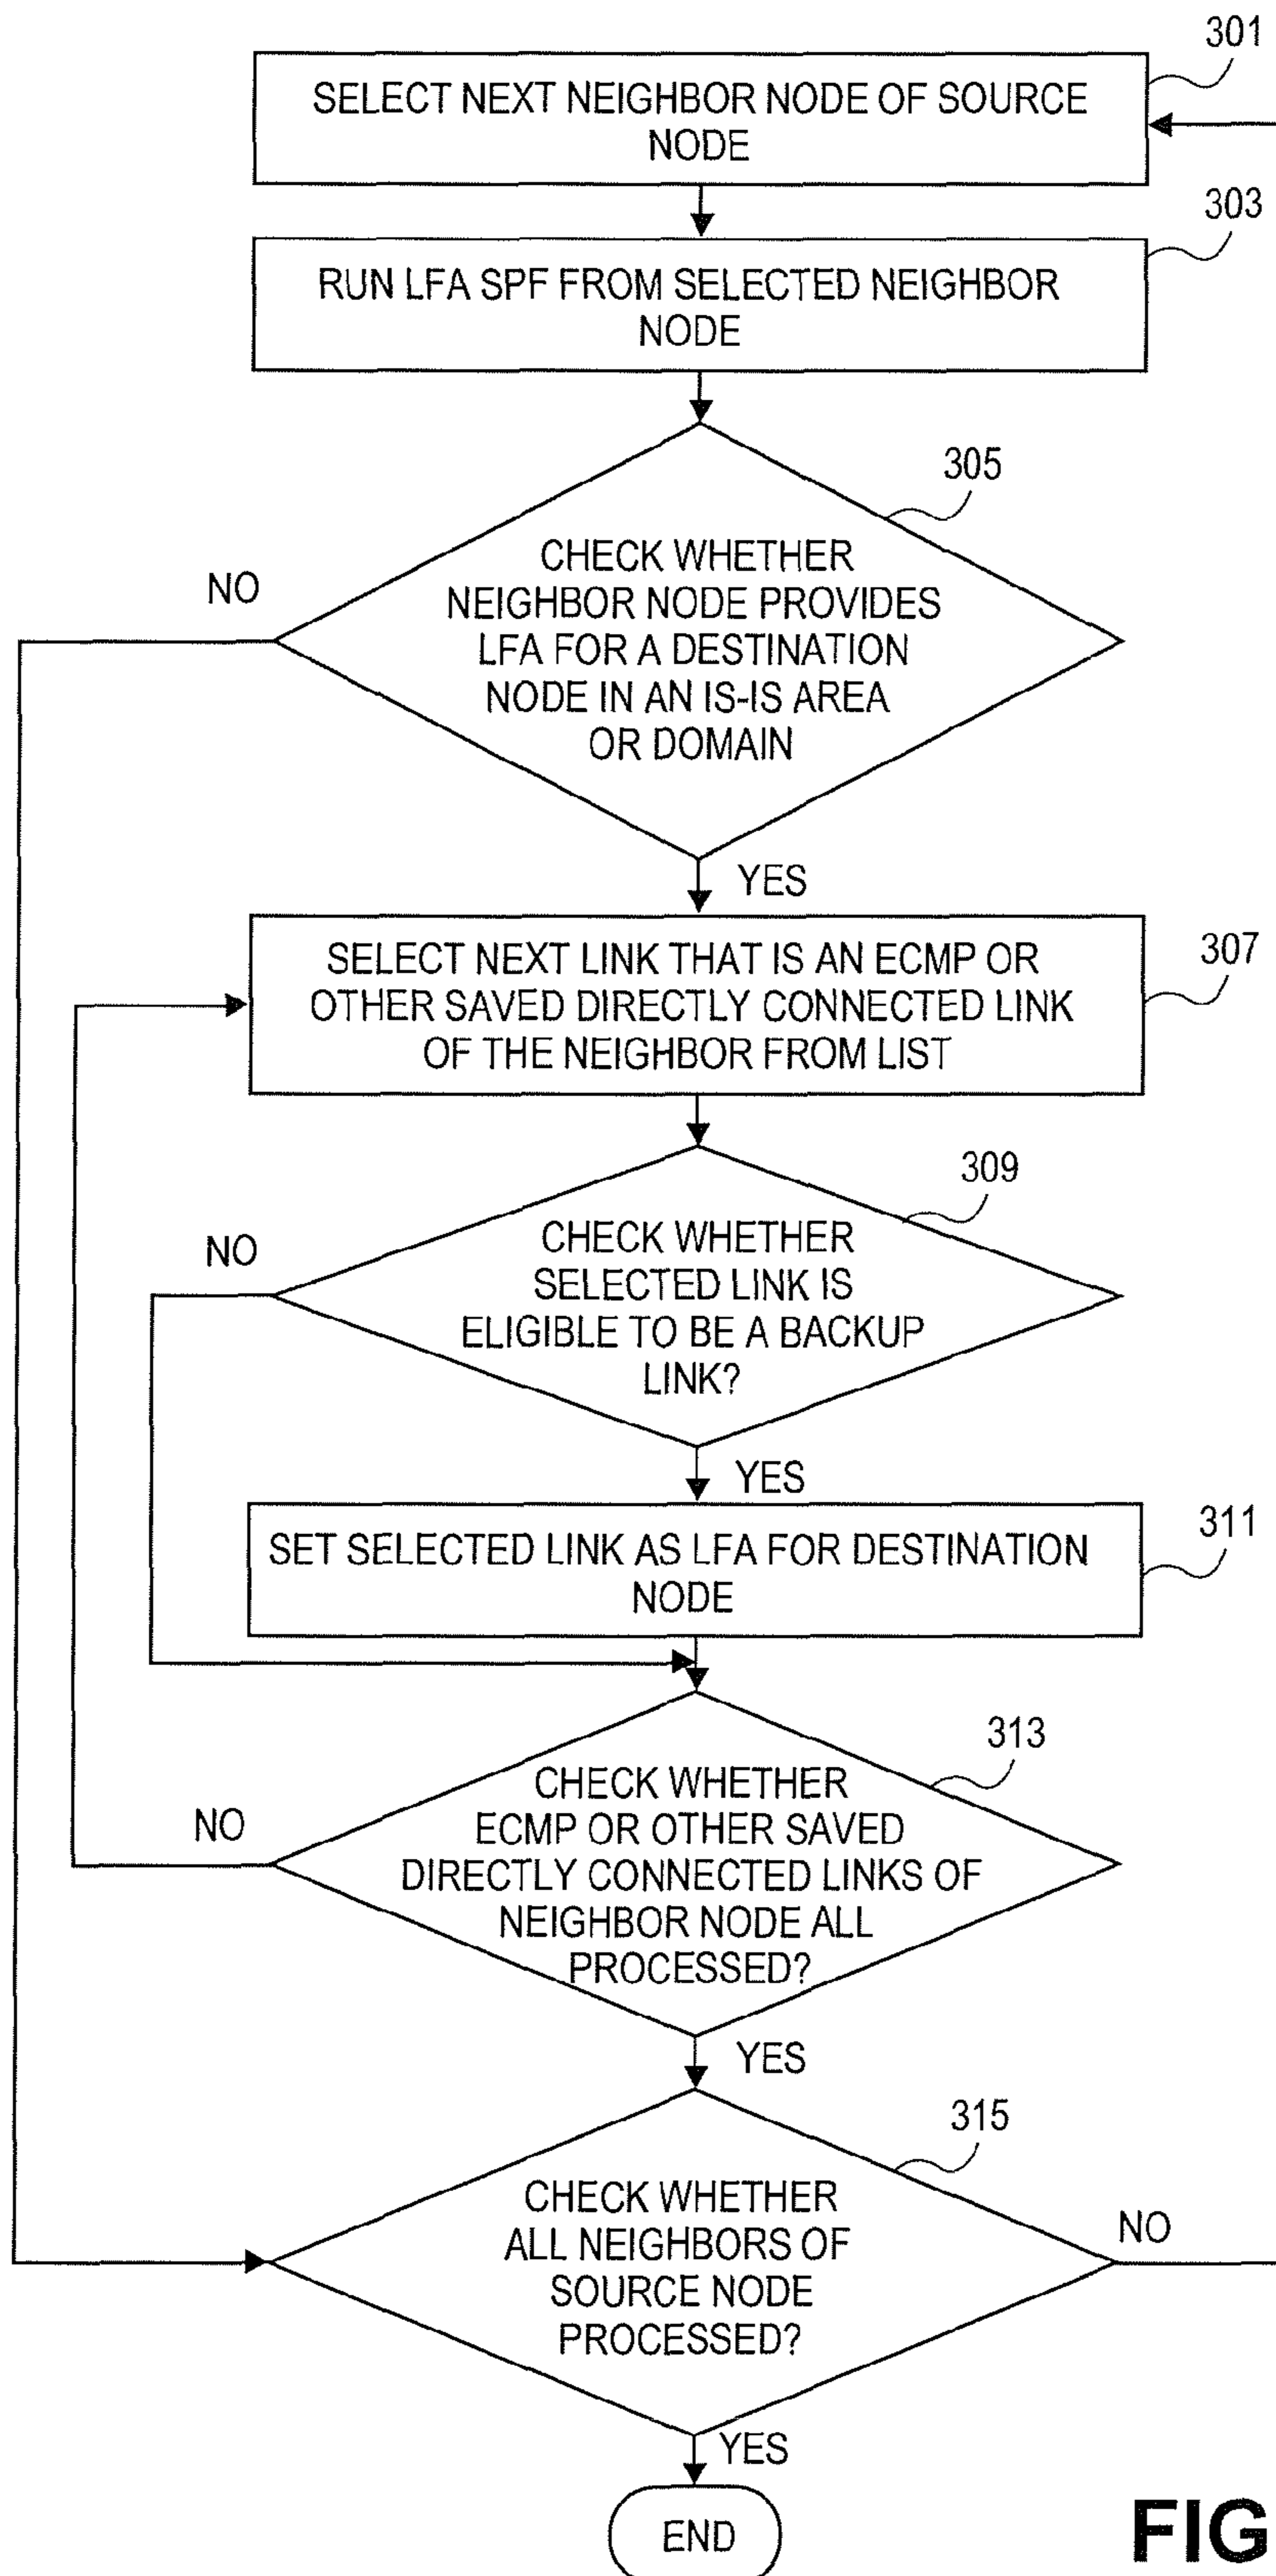 301
SELECT NEXT NEIGHBOR NODE OF SOURCE
NODE
303
RUN LFA SPF FROM SELECTED NEIGHBOR
NODE
305
CHECK WHETHER
NEIGHBOR NODE PROVIDES
LFA FOR A DESTINATION
NODE IN AN IS-IS AREA
OR DOMAIN
NO
YES
307
SELECT NEXT LINK THAT IS AN ECMP OR
OTHER SAVED DIRECTLY CONNECTED LINK
OF THE NEIGHBOR FROM LIST
309
CHECK WHETHER
SELECTED LINK IS
ELIGIBLE TO BE A BACKUP
LINK?
NO
YES
311
SET SELECTED LINK AS LFA FOR DESTINATION
NODE
313
CHECK WHETHER
ECMP OR OTHER SAVED
DIRECTLY CONNECTED LINKS OF
NEIGHBOR NODE ALL
PROCESSED?
NO
YES
315
CHECK WHETHER
ALL NEIGHBORS OF
SOURCE NODE
PROCESSED?
NO
YES
END
FIG